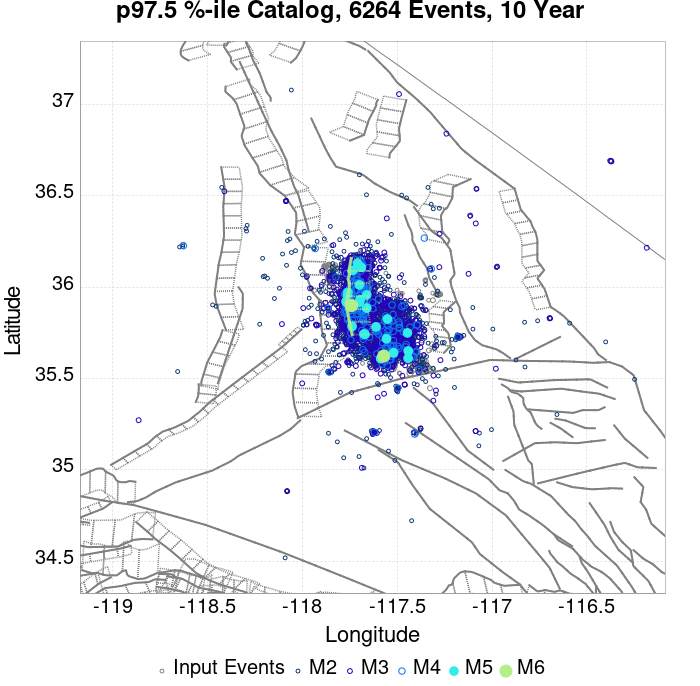 p97.5 %-ile Catalog, 6264 Events, 10 Year
37
36.5
36
35.5
35
34.5
Latitude
-119 -118.5 -118 -117.5 -117 -116.5
Longitude
Input Events M2 M3 M4 M5 M6